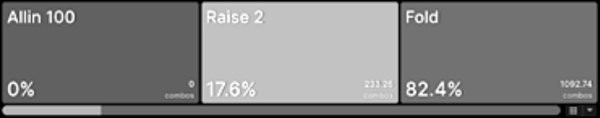 Allin 100
0%
0
combos
Raise 2
17.6%
233.26
combos
Fold
82.4%
1092.74
combos